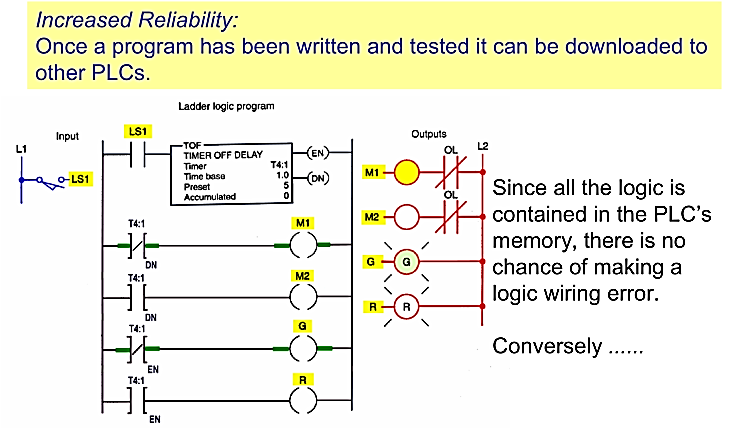 Increased Reliability:
Once a program has been written and tested it can be downloaded to
other PLCs.
Ladder logic program
Input
L1
LS1
LS1
TOF
TIMER OFF DELAY
Timer T4:1
Time base 1.0
Preset 5
Accumulated 0
EN
DN
T4:1
DN
M1
T4:1
DN
M2
T4:1
EN
G
T4:1
EN
R
Outputs
L2
M1
OL
M2
OL
G
G
R
R
Since all the logic is
contained in the PLC's
memory, there is no
chance of making a
logic wiring error.
Conversely ......